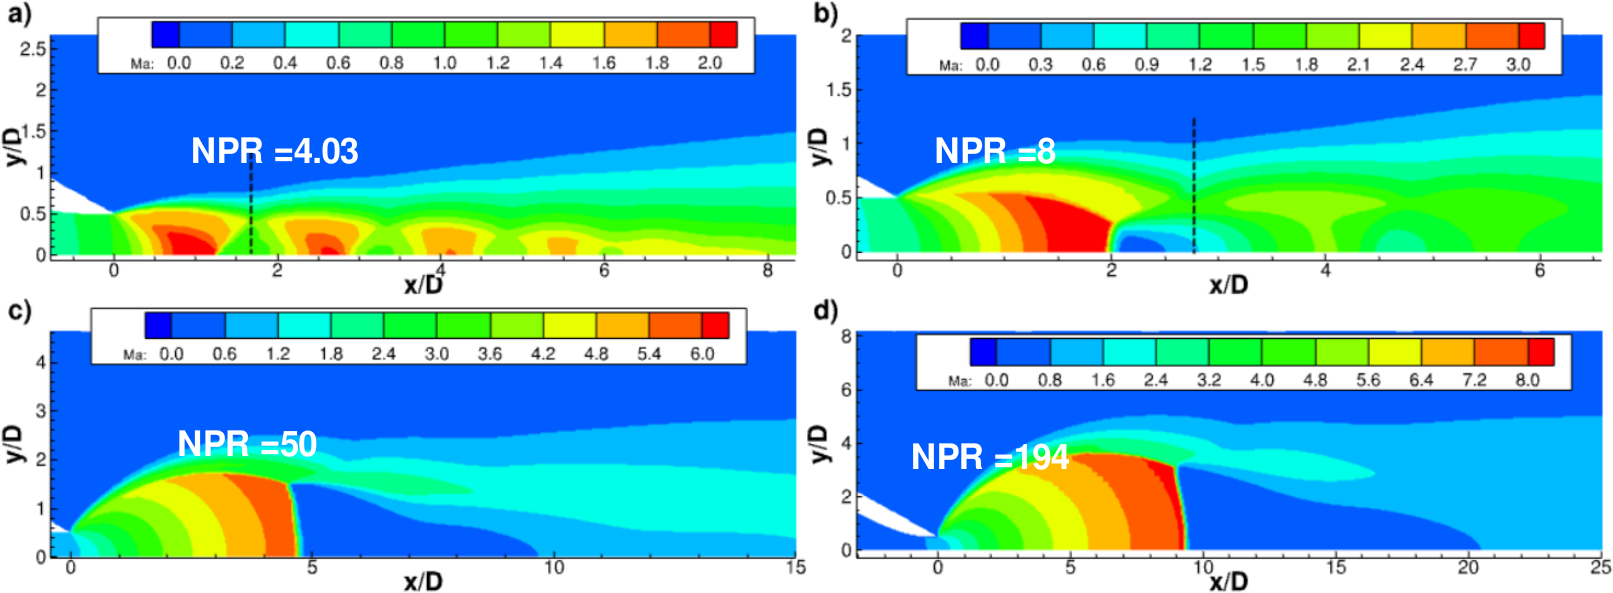 a)
Ma: 0.0 0.2 0.4 0.6 0.8 1.0 1.2 1.4 1.6 1.8 2.0
2.5
2
1.5
1
0.5
0
y/D
NPR =4.03
0 2 4 6 8
x/D
b)
Ma: 0.0 0.3 0.6 0.9 1.2 1.5 1.8 2.1 2.4 2.7 3.0
2
1.5
1
0.5
0
y/D
NPR =8
0 2 4 6
x/D
c)
Ma: 0.0 0.6 1.2 1.8 2.4 3.0 3.6 4.2 4.8 5.4 6.0
4
3
2
1
0
y/D
NPR =50
0 5 10 15
x/D
d)
Ma: 0.0 0.8 1.6 2.4 3.2 4.0 4.8 5.6 6.4 7.2 8.0
8
6
4
2
0
y/D
NPR =194
0 5 10 15 20 25
x/D